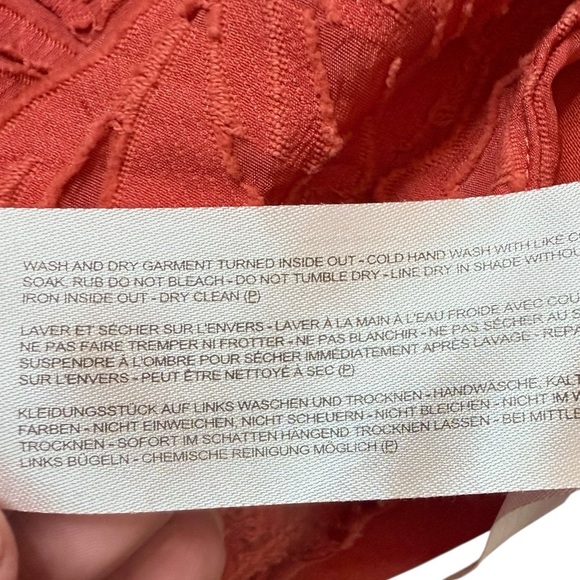 WASH AND DRY GARMENT TURNED INSIDE OUT - COLD HAND WASH WITH LIKE
SOAK, RUB DO NOT BLEACH - DO NOT TUMBLE DRY - LINE DRY IN SHADE WITHOU
IRON INSIDE OUT - DRY CLEAN (P)
LAVER ET SÉCHER SUR L'ENVERS - LAVER À LA MAIN À L'EAU FROIDE AVEC COU
NE PAS FAIRE TREMPER NI FROTTER - NE PAS BLANCHIR - NE PAS SÉCHER AU S
SUSPENDRE À L'OMBRE POUR SÉCHER IMMÉDIATEMENT APRÈS LAVAGE - REPA
SUR L'ENVERS - PEUT ÊTRE NETTOYÉ À SEC (P)
KLEIDUNGSSTÜCK AUF LINKS WASCHEN UND TROCKNEN - HANDWÄSCHE, KALT
FARBEN - NICHT EINWEICHEN, NICHT SCHEUERN - NICHT BLEICHEN - NICHT IM W
TROCKNEN - SOFORT IM SCHATTEN HÄNGEND TROCKNEN LASSEN - BEI MITTLE
LINKS BÜGELN - CHEMISCHE REINIGUNG MÖGLICH (P)